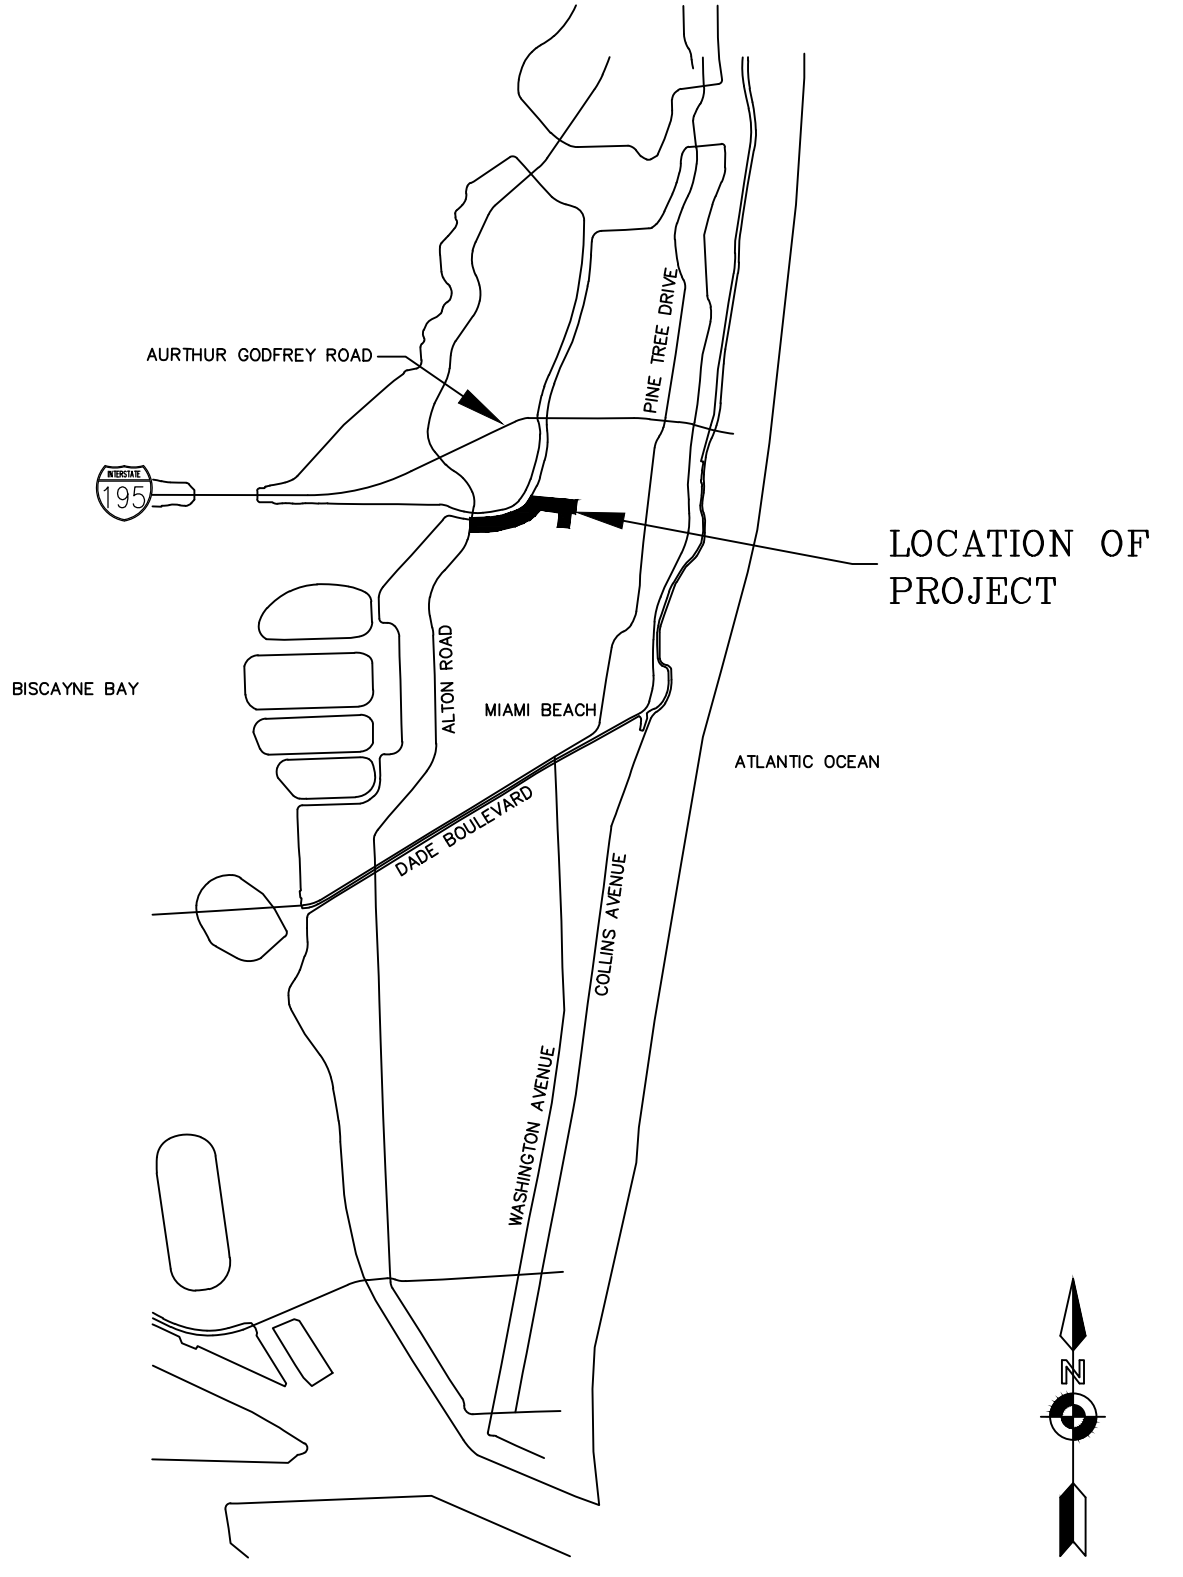 PINE TREE DRIVE
AURTHUR GODFREY ROAD
INTERSTATE
195
LOCATION OF
PROJECT
ALTON ROAD
BISCAYNE BAY
MIAMI BEACH
ATLANTIC OCEAN
DADE BOULEVARD
COLLINS AVENUE
WASHINGTON AVENUE
N